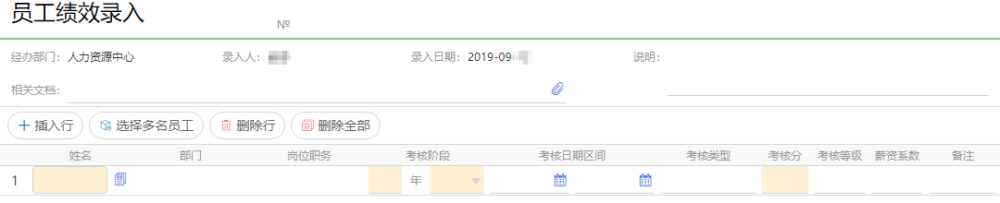 员工绩效录入
№
经办部门： 人力资源中心 录入人： 录入日期： 2019-09 说明：
相关文档：
插入行 选择多名员工 删除行 删除全部
姓名 部门 岗位职务 考核阶段 考核日期区间 考核类型 考核分 考核等级 薪资系数 备注
1 年